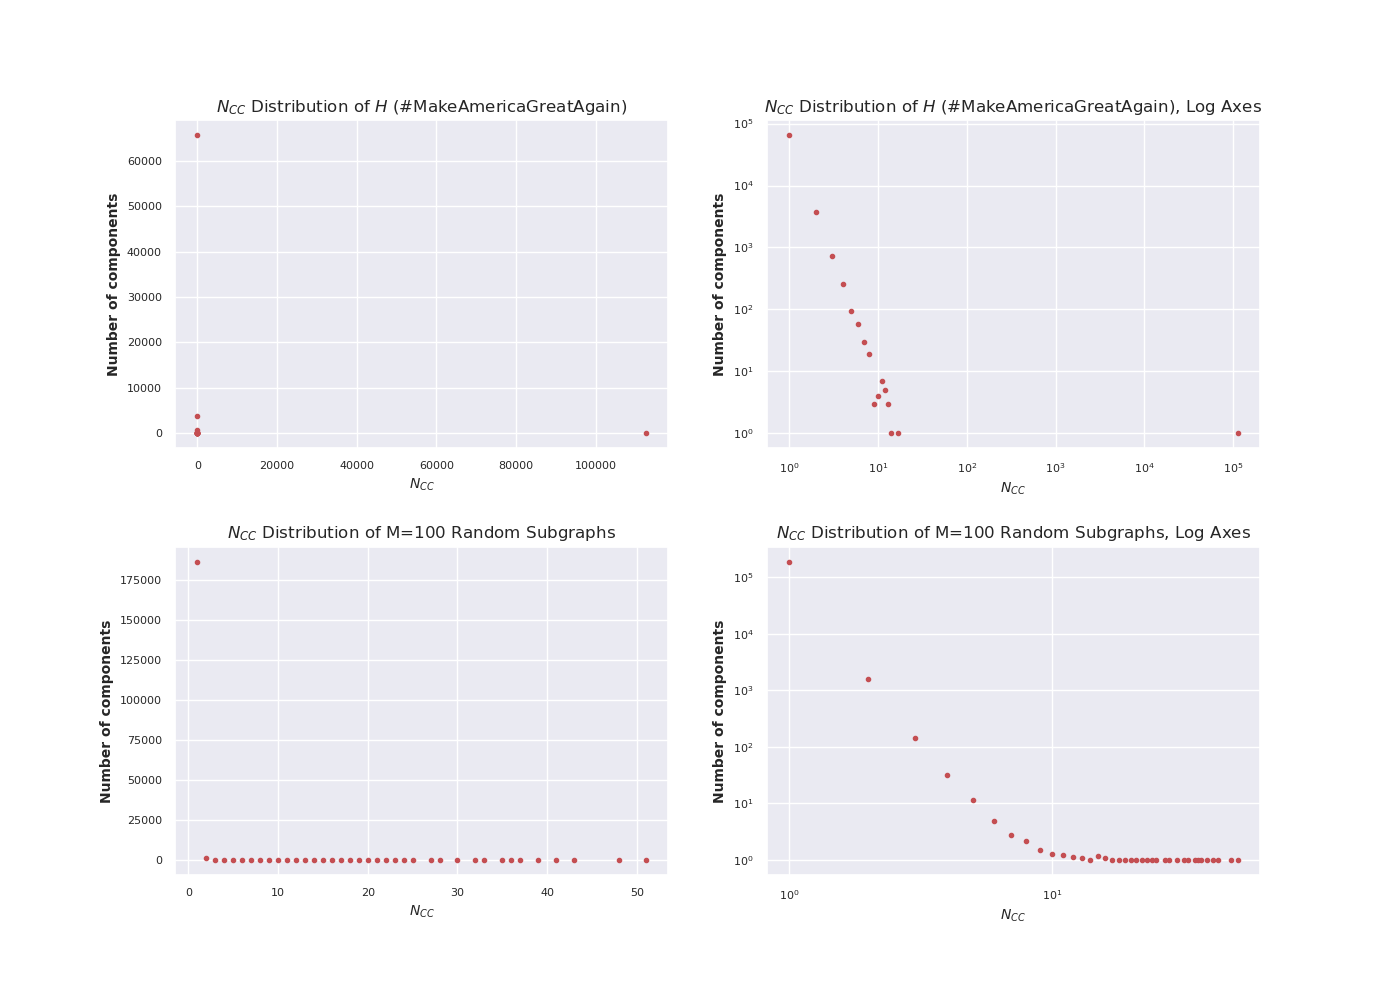 N_CC Distribution of H (#MakeAmericaGreatAgain)
Number of components
60000
50000
40000
30000
20000
10000
0
0 20000 40000 60000 80000 100000
N_CC
N_CC Distribution of H (#MakeAmericaGreatAgain), Log Axes
Number of components
10^5
10^4
10^3
10^2
10^1
10^0
10^0 10^1 10^2 10^3 10^4 10^5
N_CC
N_CC Distribution of M=100 Random Subgraphs
Number of components
175000
150000
125000
100000
75000
50000
25000
0
0 10 20 30 40 50
N_CC
N_CC Distribution of M=100 Random Subgraphs, Log Axes
Number of components
10^5
10^4
10^3
10^2
10^1
10^0
10^0 10^1
N_CC